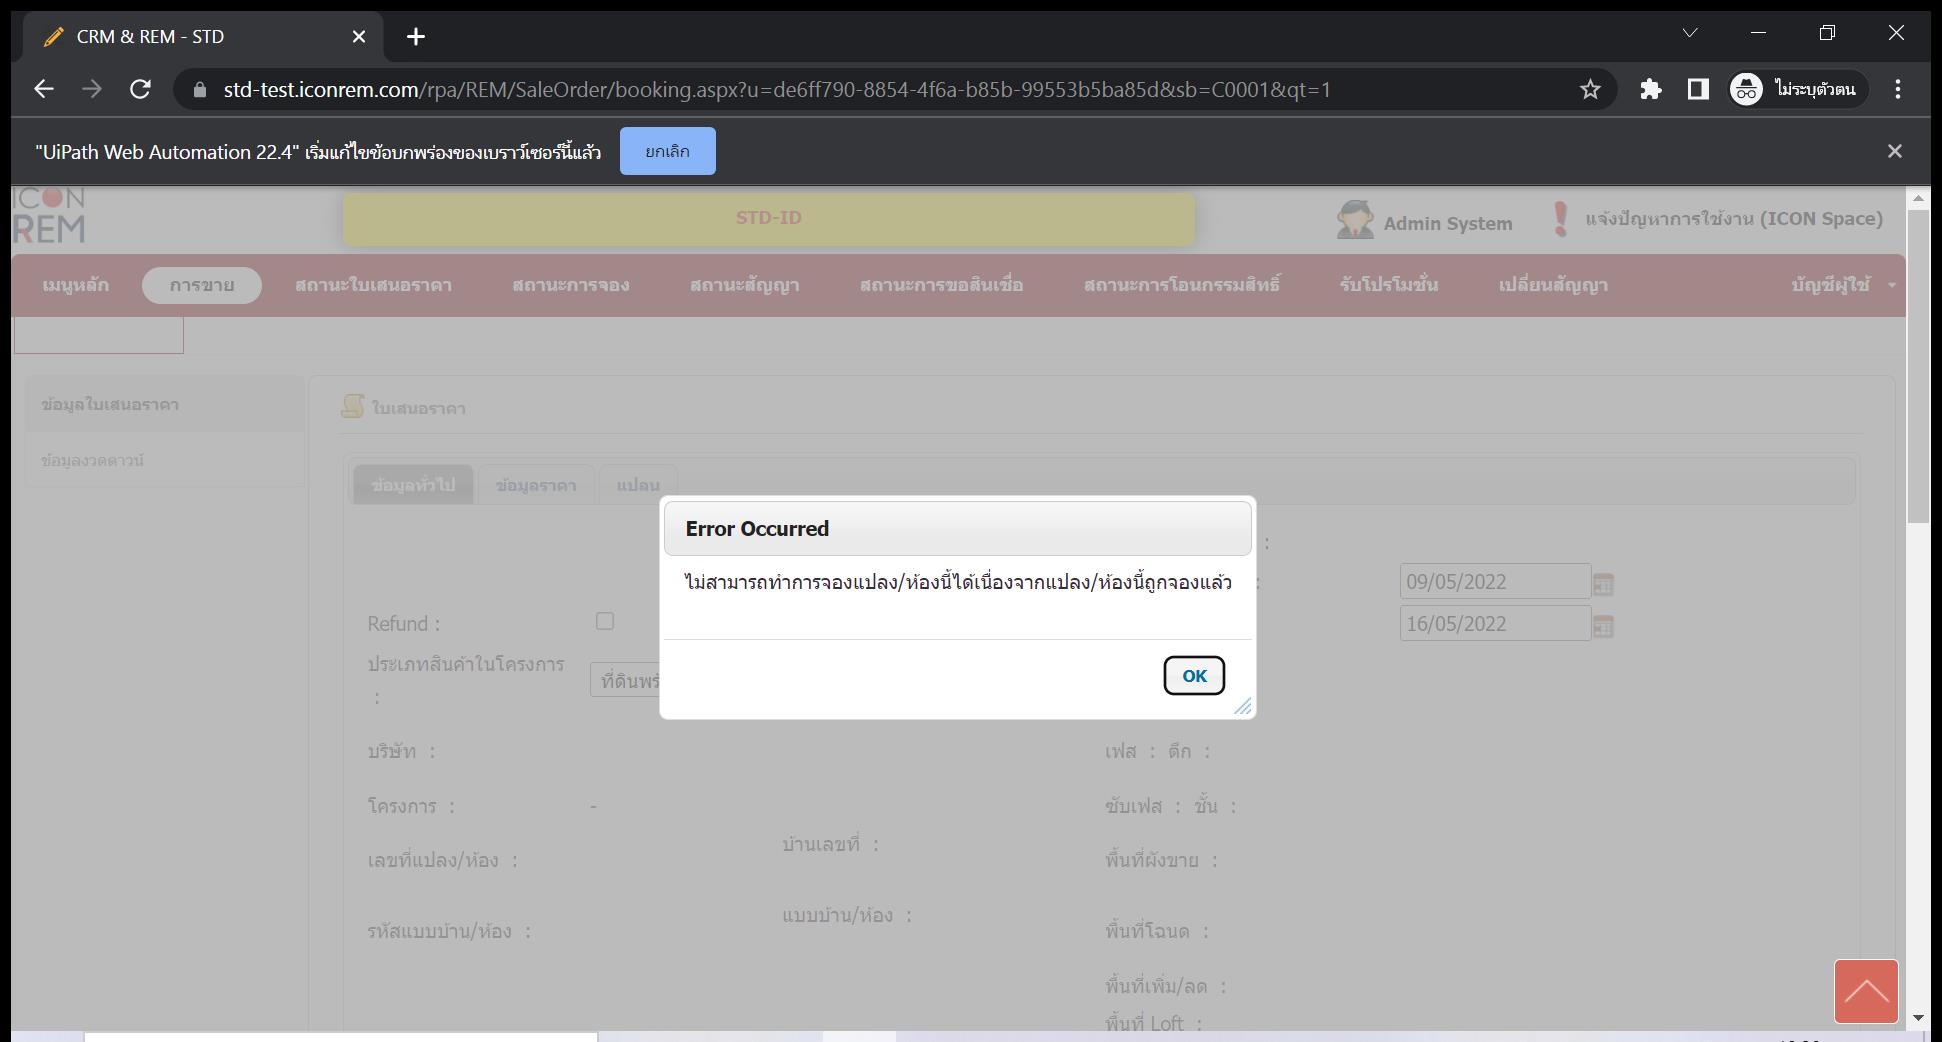 CRM & REM - STD
std-test.iconrem.com/rpa/REM/SaleOrder/booking.aspx?u=de6ff790-8854-4f6a-b85b-99553b5ba85d&sb=C0001&qt=1
ไม่ระบุตัวตน
"UiPath Web Automation 22.4" เริ่มแก้ไขข้อบกพร่องของเบราว์เซอร์นี้แล้ว
ยกเลิก
ICON
REM
STD-ID
Admin System
แจ้งปัญหาการใช้งาน (ICON Space)
เมนูหลัก
การขาย
สถานะใบเสนอราคา
สถานะการจอง
สถานะสัญญา
สถานะการขอสินเชื่อ
สถานะการโอนกรรมสิทธิ์
รับโปรโมชั่น
เปลี่ยนสัญญา
บัญชีผู้ใช้
ข้อมูลใบเสนอราคา
ข้อมูลงวดดาวน์
ใบเสนอราคา
ข้อมูลทั่วไป
ข้อมูลราคา
แปลน
Error Occurred
ไม่สามารถทำการจองแปลง/ห้องนี้ได้เนื่องจากแปลง/ห้องนี้ถูกจองแล้ว
OK
:
:
09/05/2022
Refund :
16/05/2022
ประเภทสินค้าในโครงการ
:
ที่ดินพร้
บริษัท :
เฟส : ตึก :
โครงการ :
-
ซับเฟส : ชั้น :
เลขที่แปลง/ห้อง :
บ้านเลขที่ :
พื้นที่ผังขาย :
รหัสแบบบ้าน/ห้อง :
แบบบ้าน/ห้อง :
พื้นที่โฉนด :
พื้นที่เพิ่ม/ลด :
พื้นที่ Loft :